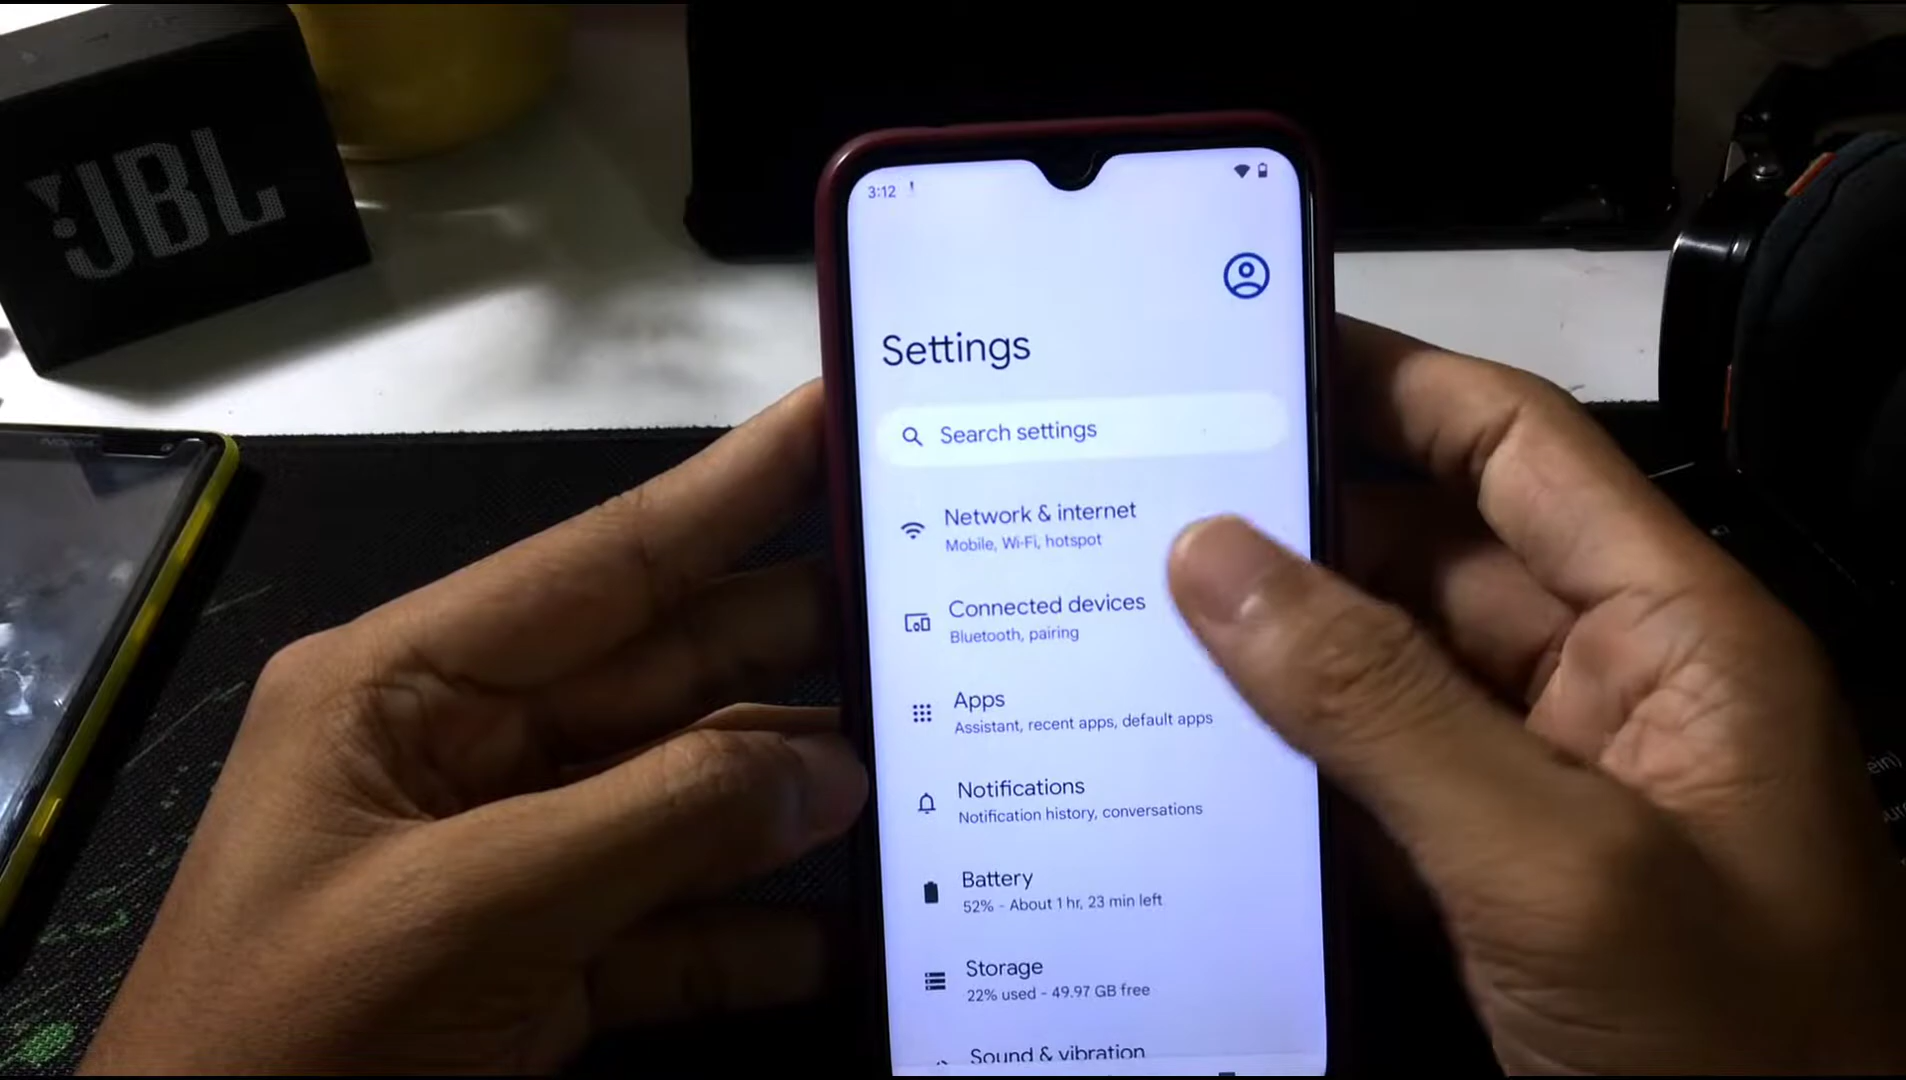 JBL
NOKIA
3:12
Settings
Search settings
Network & internet
Mobile, Wi-Fi, hotspot
Connected devices
Bluetooth, pairing
Apps
Assistant, recent apps, default apps
Notifications
Notification history, conversations
Battery
52% - About 1 hr, 23 min left
Storage
22% used - 49.97 GB free
Sound & vibration